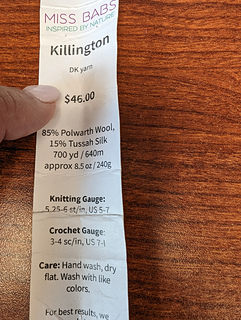 MISS BABS
INSPIRED BY NATURE
Killington
DK yarn
$46.00
85% Polwarth Wool,
15% Tussah Silk
700 yd / 640m
approx 8.5 oz / 240g
Knitting Gauge:
5.25-6 st/in, US 5-7
Crochet Gauge:
3-4 sc/in, US 7-I
Care: Hand wash, dry
flat. Wash with like
colors.
For best results, we